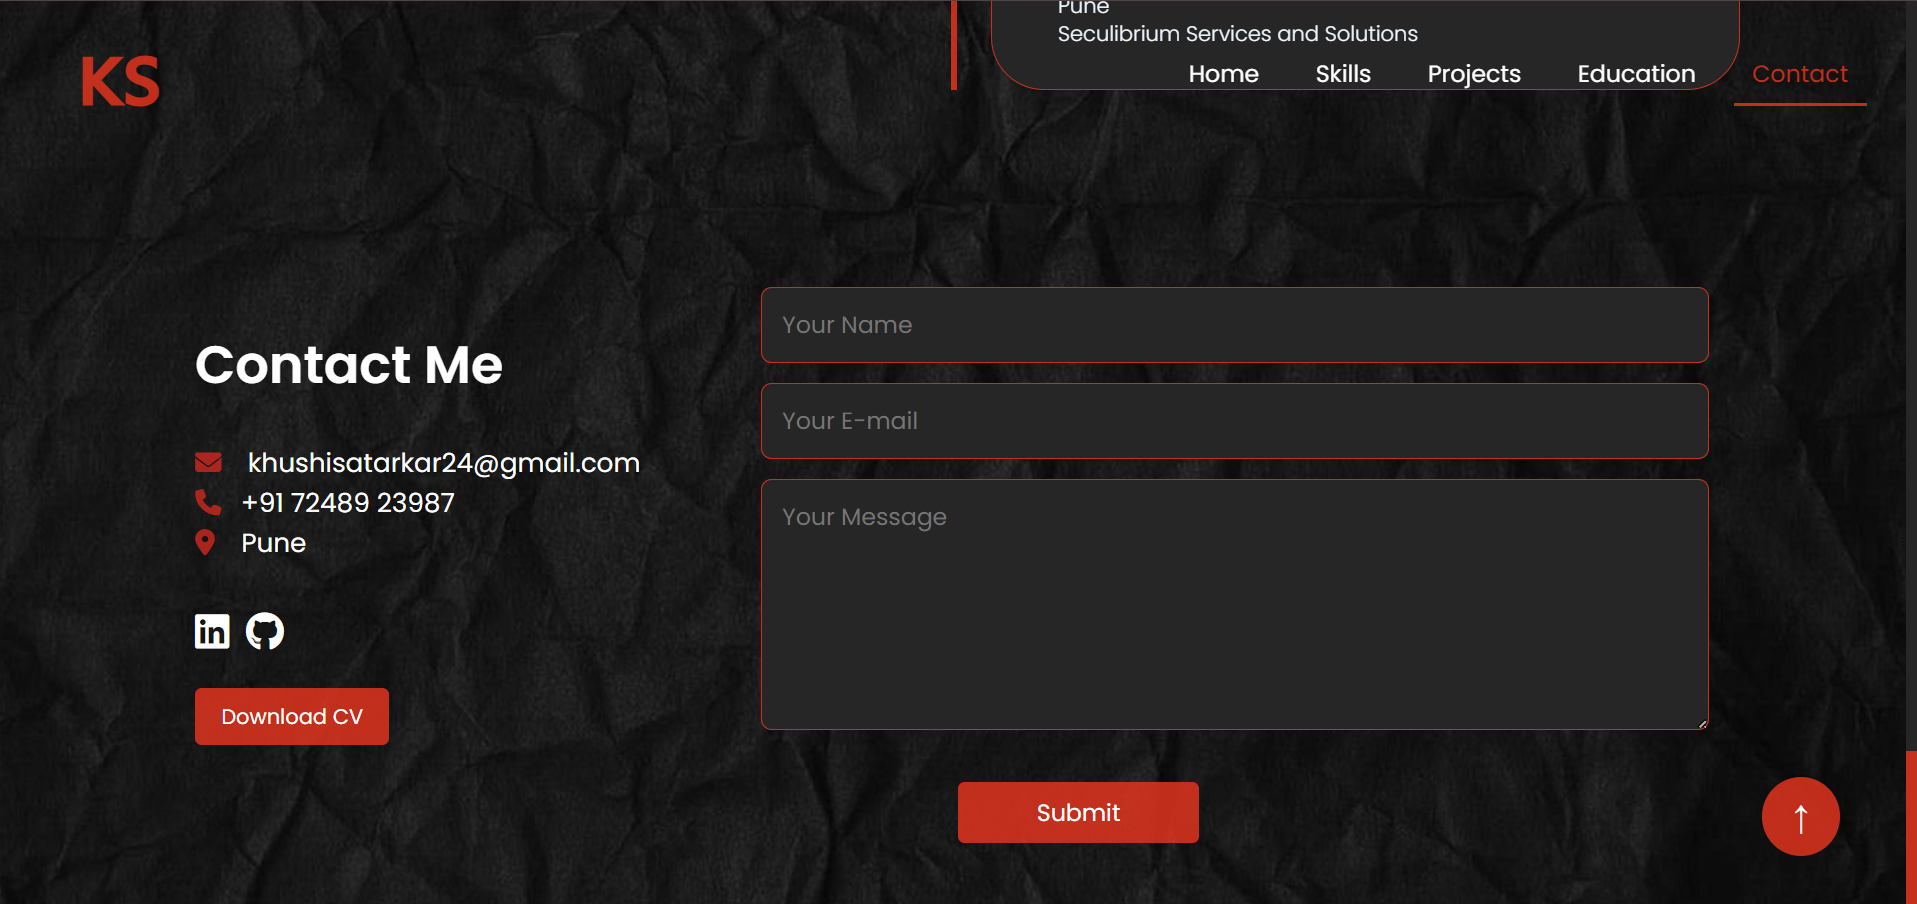 Pune
Seculibrium Services and Solutions
KS
Home Skills Projects Education Contact
Contact Me
khushisatarkar24@gmail.com
+91 72489 23987
Pune
in
Download CV
Your Name
Your E-mail
Your Message
Submit